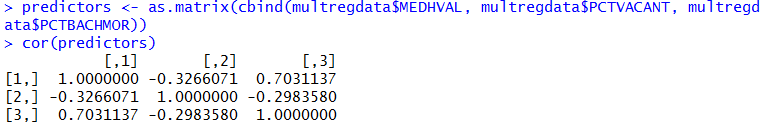 > predictors <- as.matrix(cbind(multregdata$MEDHVAL, multregdata$PCTVACANT, multregd
ata$PCTBACHMOR))
> cor(predictors)
           [,1]       [,2]       [,3]
[1,]  1.0000000 -0.3266071  0.7031137
[2,] -0.3266071  1.0000000 -0.2983580
[3,]  0.7031137 -0.2983580  1.0000000